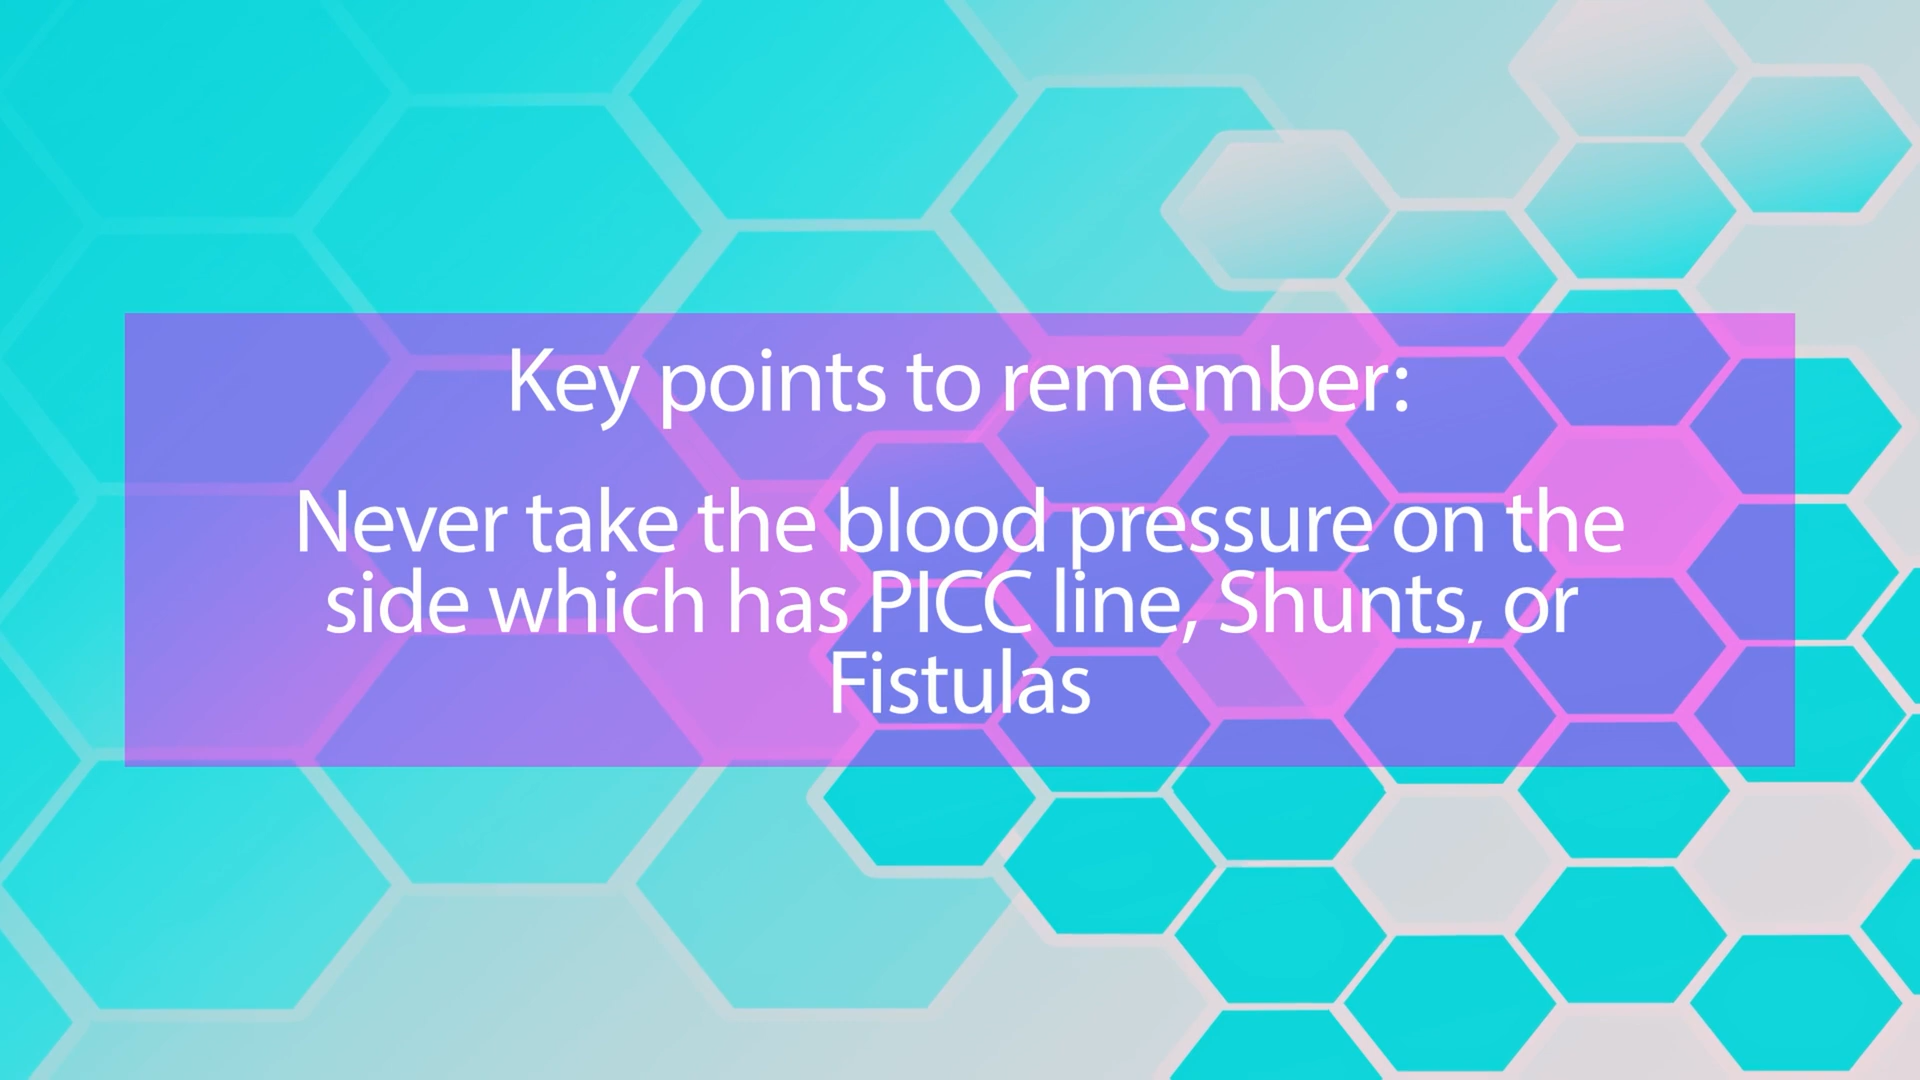 Key points to remember:
Never take the blood pressure on the
side which has PICC line, Shunts, or
Fistulas